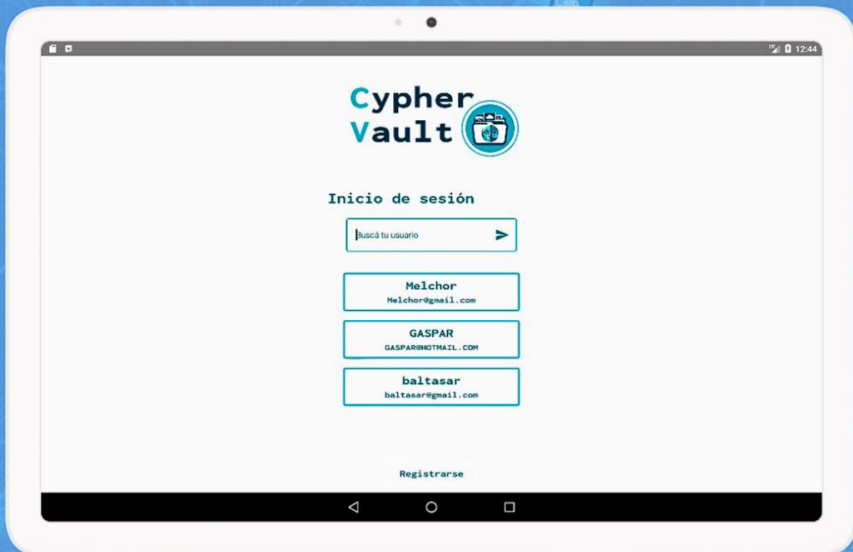 12:44
Cypher
Vault
Inicio de sesión
Buscá tu usuario
Melchor
Melchor@gmail.com
GASPAR
GASPAR@HOTMAIL.COM
baltasar
baltasar@gmail.com
Registrarse